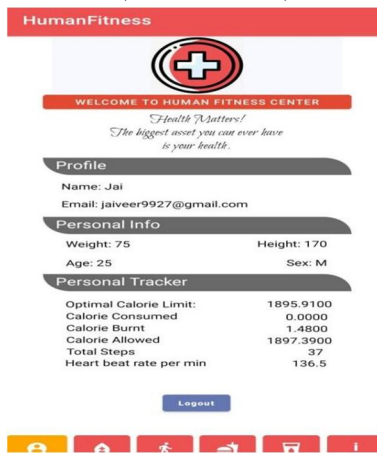 HumanFitness
WELCOME TO HUMAN FITNESS CENTER
Health Matters!
The biggest asset you can ever have
is your health.
Profile
Name: Jai
Email: jaiveer9927@gmail.com
Personal Info
Weight: 75 Height: 170
Age: 25 Sex: M
Personal Tracker
Optimal Calorie Limit: 1895.9100
Calorie Consumed 0.0000
Calorie Burnt 1.4800
Calorie Allowed 1897.3900
Total Steps 37
Heart beat rate per min 136.5
Logout